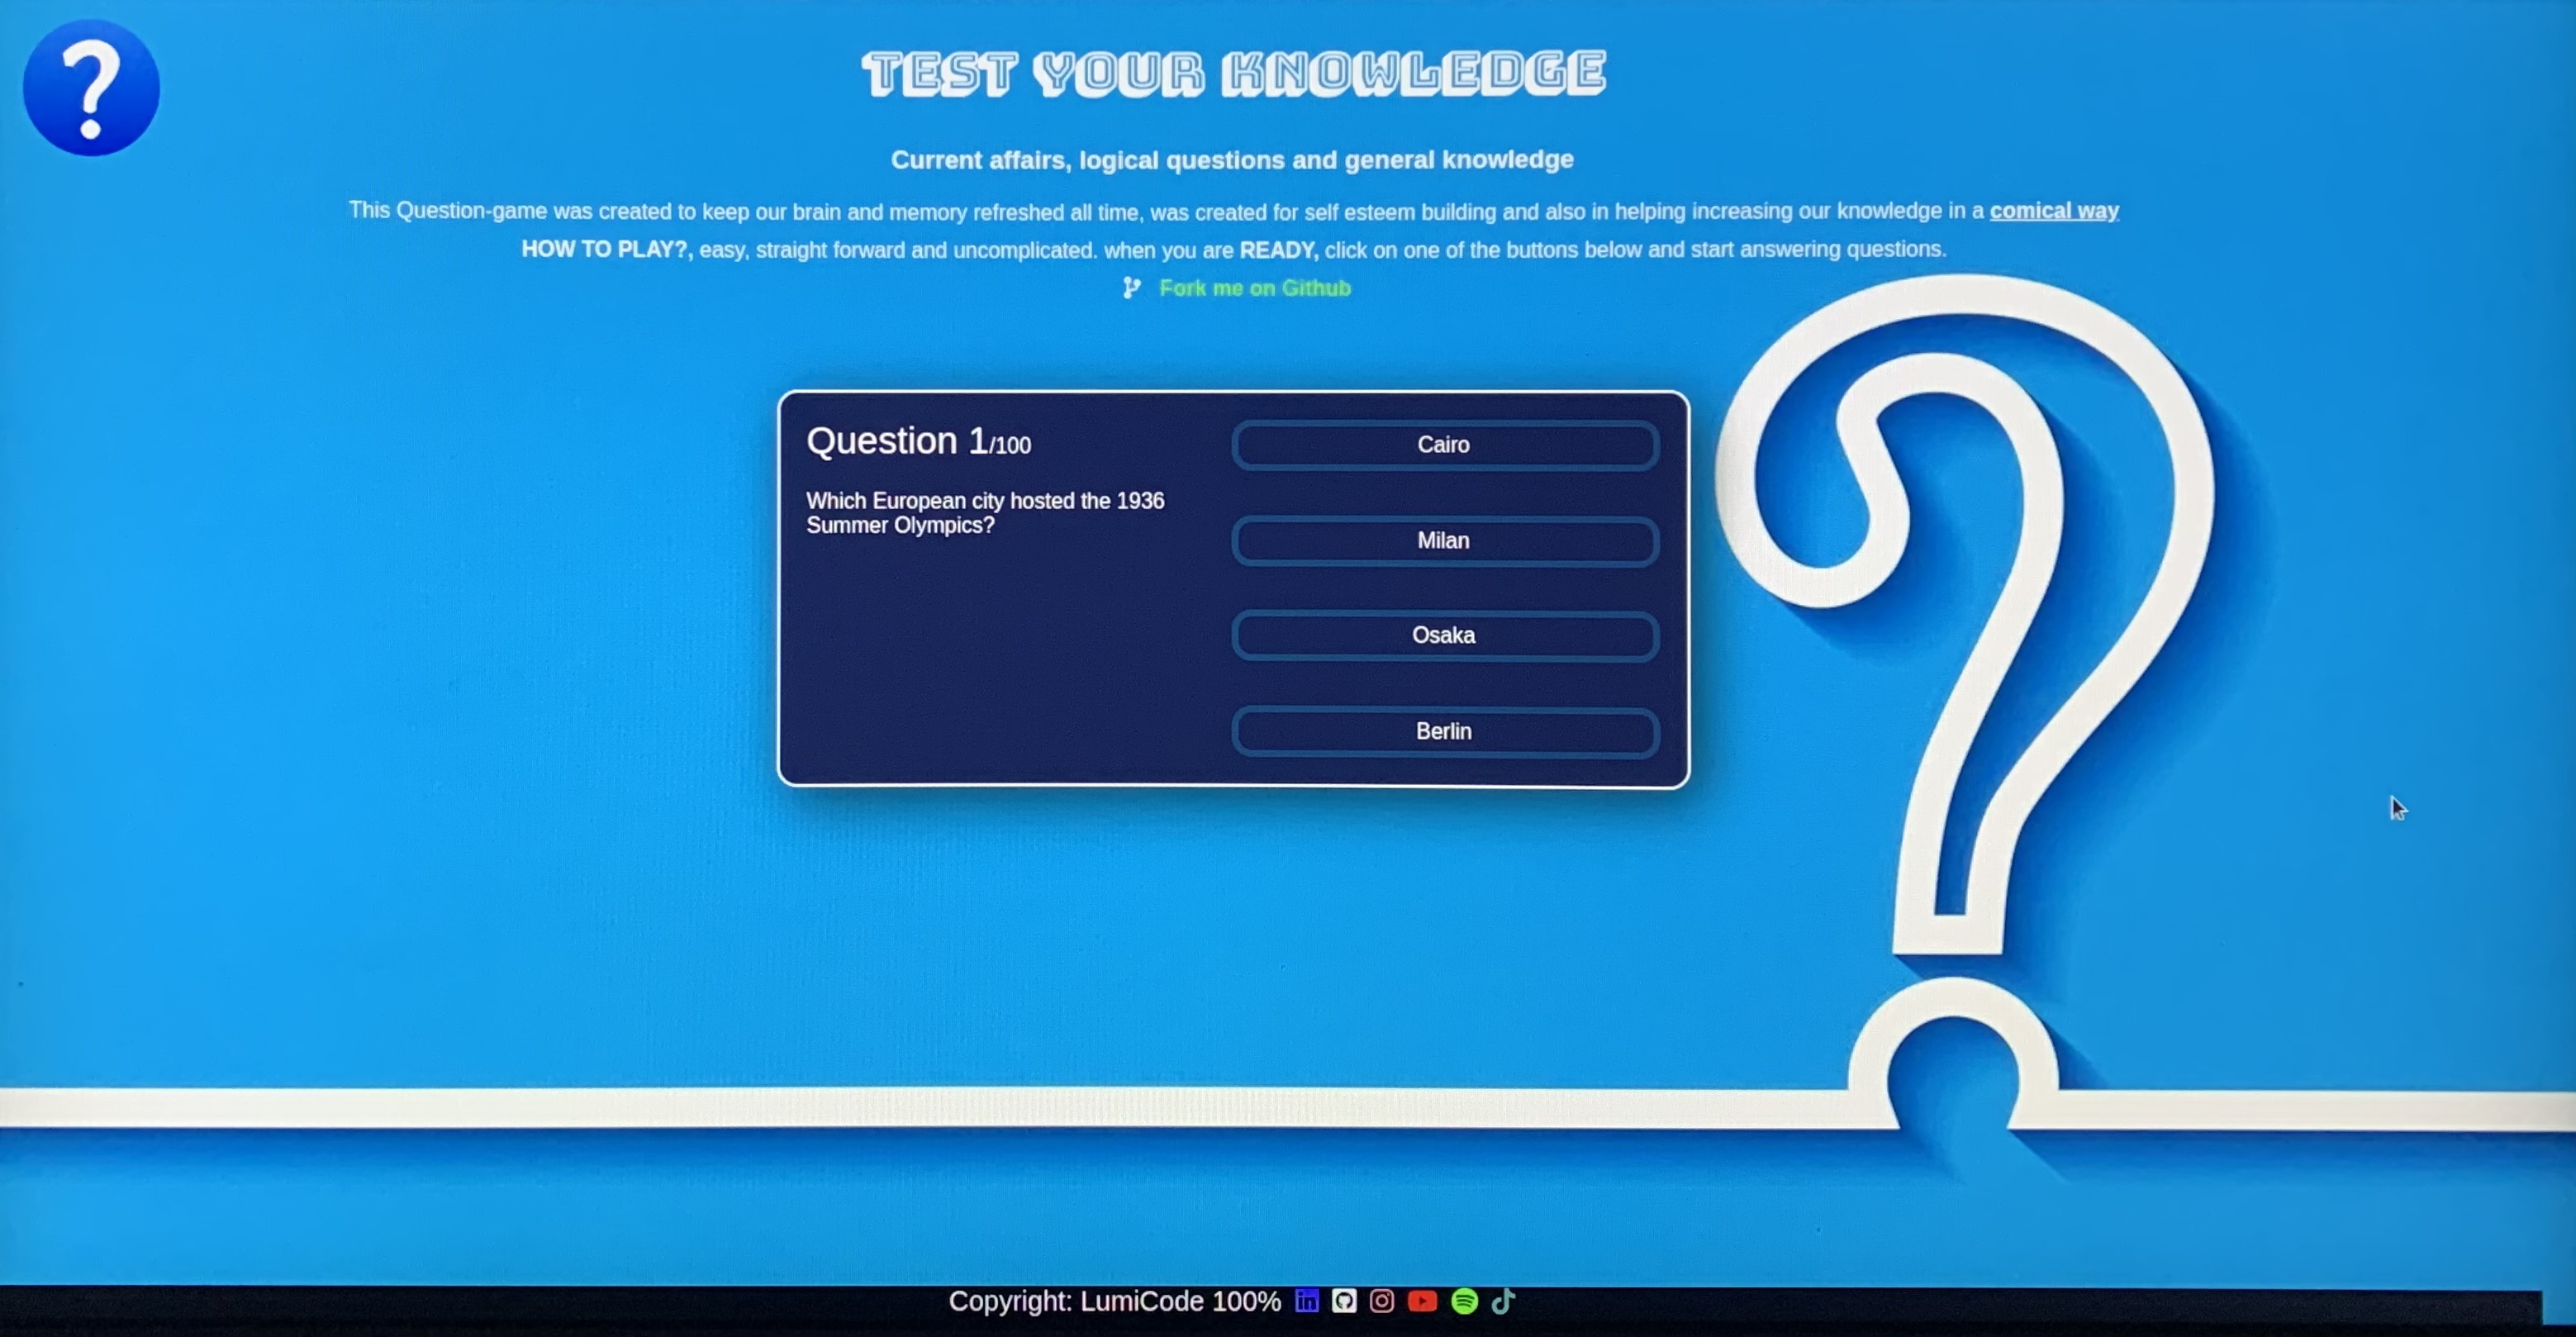 ?
TEST YOUR KNOWLEDGE
Current affairs, logical questions and general knowledge
This Question-game was created to keep our brain and memory refreshed all time, was created for self esteem building and also in helping increasing our knowledge in a comical way
HOW TO PLAY?, easy, straight forward and uncomplicated. when you are READY, click on one of the buttons below and start answering questions.
Fork me on Github
Question 1/100
Which European city hosted the 1936
Summer Olympics?
Cairo
Milan
Osaka
Berlin
?
Copyright: LumiCode 100% in